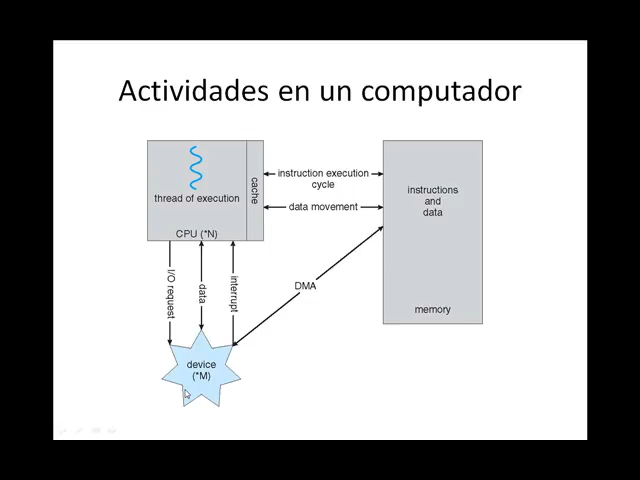 Actividades en un computador
thread of execution
cache
CPU (*N)
instruction execution
cycle
data movement
instructions
and
data
memory
I/O request
data
interrupt
DMA
device
(*M)